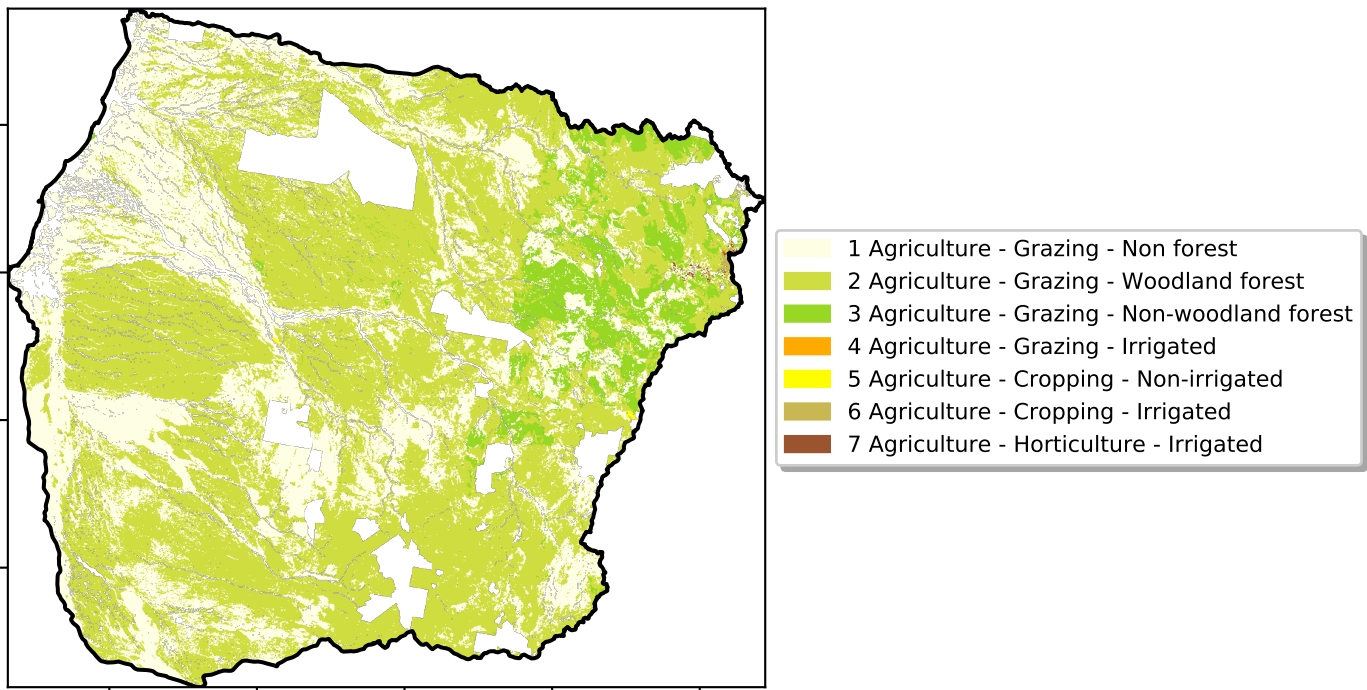 1 Agriculture - Grazing - Non forest
2 Agriculture - Grazing - Woodland forest
3 Agriculture - Grazing - Non-woodland forest
4 Agriculture - Grazing - Irrigated
5 Agriculture - Cropping - Non-irrigated
6 Agriculture - Cropping - Irrigated
7 Agriculture - Horticulture - Irrigated